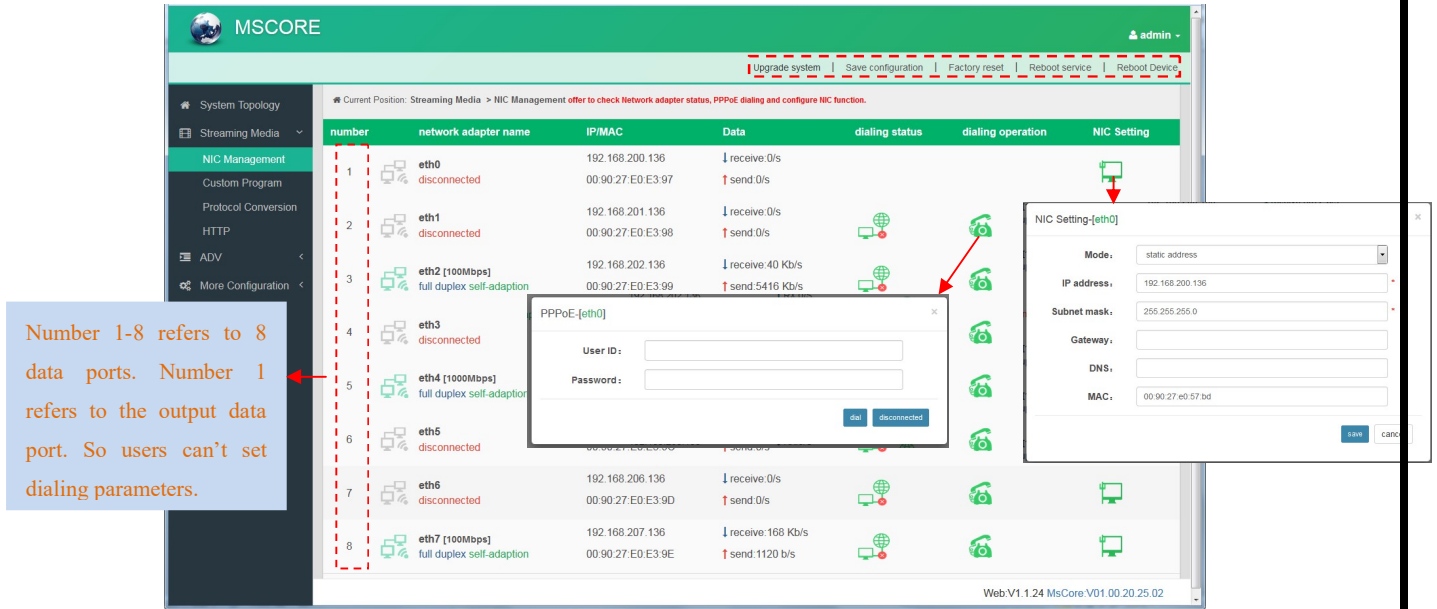 MSCORE
admin
Upgrade system | Save configuration | Factory reset | Reboot service | Reboot Device
System Topology
Streaming Media
NIC Management
Custom Program
Protocol Conversion
HTTP
ADV
More Configuration
Current Position: Streaming Media > NIC Management offer to check Network adapter status, PPPoE dialing and configure NIC function.
number network adapter name IP/MAC Data dialing status dialing operation NIC Setting
1 eth0 192.168.200.136 receive:0/s
disconnected 00:90:27:E0:E3:97 send:0/s
2 eth1 192.168.201.136 receive:0/s
disconnected 00:90:27:E0:E3:98 send:0/s
3 eth2 [100Mbps] 192.168.202.136 receive:40 Kb/s
full duplex self-adaption 00:90:27:E0:E3:99 send:5416 Kb/s
4 eth3
disconnected
5 eth4 [1000Mbps]
full duplex self-adaption
6 eth5
disconnected
7 eth6 192.168.206.136 receive:0/s
disconnected 00:90:27:E0:E3:9D send:0/s
8 eth7 [100Mbps] 192.168.207.136 receive:168 Kb/s
full duplex self-adaption 00:90:27:E0:E3:9E send:1120 b/s
Web:V1.1.24 MsCore:V01.00.20.25.02
PPPoE-[eth0] ×
User ID:
Password:
dial disconnected
NIC Setting-[eth0] ×
Mode: static address
IP address: 192.168.200.136 *
Subnet mask: 255.255.255.0 *
Gateway:
DNS:
MAC: 00:90:27:e0:57:bd
save cancel
Number 1-8 refers to 8
data ports. Number 1
refers to the output data
port. So users can’t set
dialing parameters.